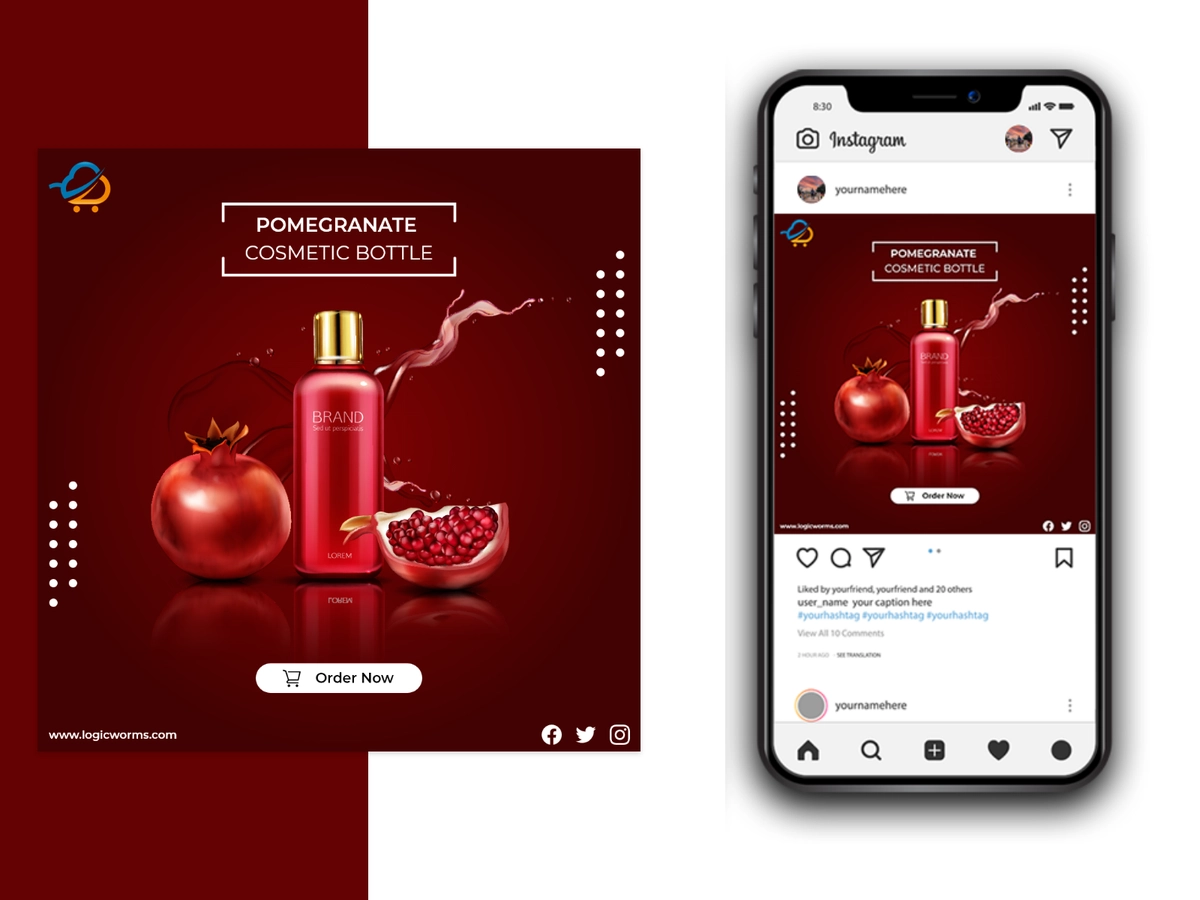 POMEGRANATE
COSMETIC BOTTLE
BRAND
Sed ut perspiciatis
LOREM
LOREM
Order Now
www.logicworms.com
8:30
Instagram
yournamehere
POMEGRANATE
COSMETIC BOTTLE
BRAND
LOREM
Order Now
www.logicworms.com
Liked by yourfriend, yourfriend and 20 others
user_name your caption here
#yourhashtag #yourhashtag #yourhashtag
View All 10 Comments
2 HOUR AGO · SEE TRANSLATION
yournamehere